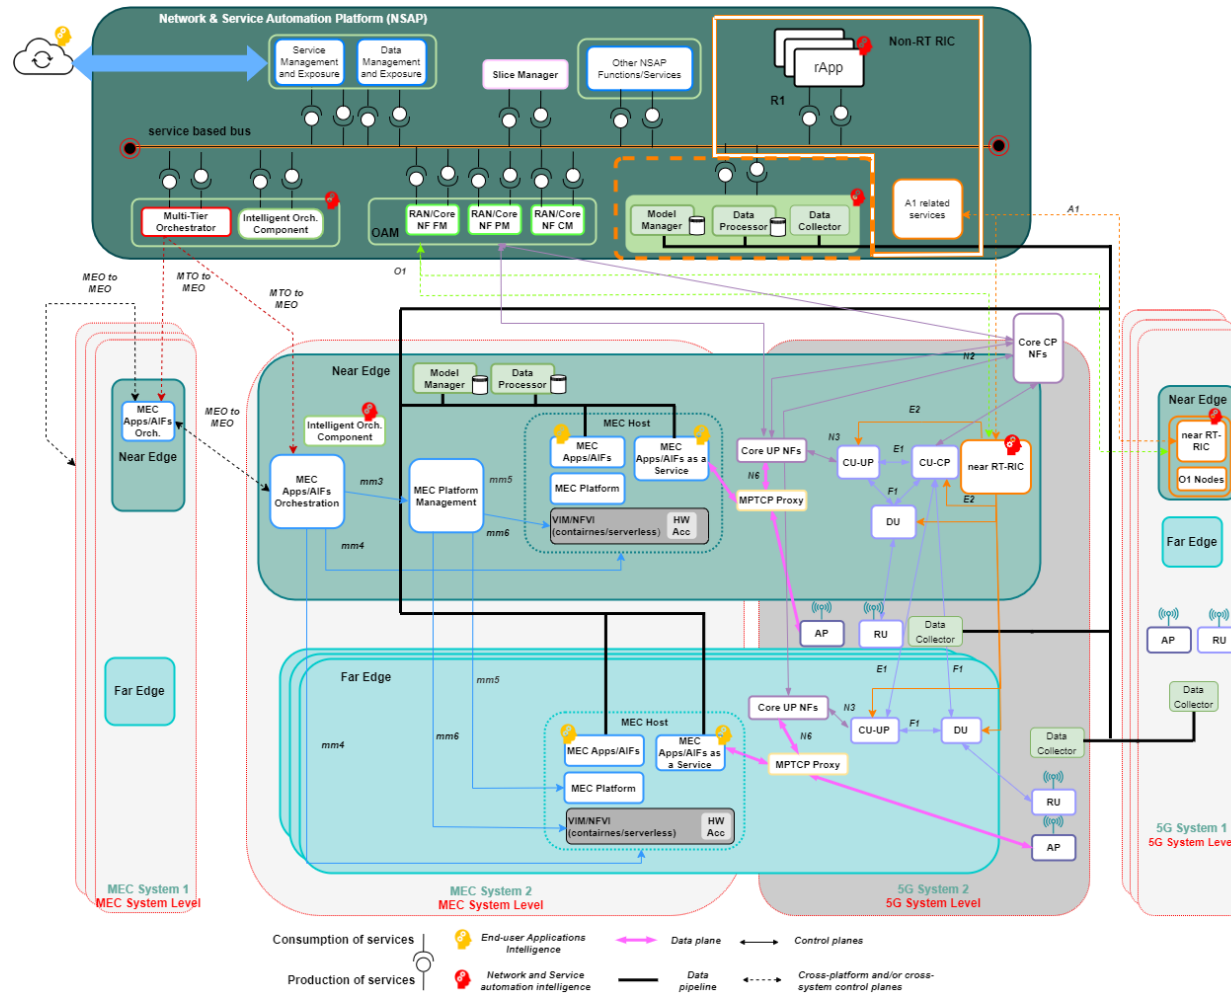 Network & Service Automation Platform (NSAP)
Service
Management
and Exposure
Data
Management
and Exposure
Slice Manager
Other NSAP
Functions/Services
rApp
Non-RT RIC
R1
service based bus
Multi-Tier
Orchestrator
Intelligent Orch.
Component
OAM
RAN/Core
NF FM
RAN/Core
NF PM
RAN/Core
NF CM
Model
Manager
Data
Processor
Data
Collector
A1 related
services
A1
O1
MEO to
MEO
MTO to
MEO
MTO to
MEO
MEO to
MEO
MEC
Apps/AIFs
Orch.
Near Edge
Far Edge
MEC System 1
MEC System Level
Near Edge
Model
Manager
Data
Processor
Intelligent Orch.
Component
MEC
Apps/AIFs
Orchestration
mm3
mm4
MEC Platform
Management
mm5
mm6
MEC Host
MEC
Apps/AIFs
MEC
Apps/AIFs as a
Service
MEC Platform
VIM/NFVI
(contairnes/serverless)
HW
Acc
Core UP NFs
N6
MPTCP Proxy
N3
CU-UP
E1
CU-CP
F1
DU
E2
E2
near RT-RIC
Core CP
NFs
N2
AP
RU
Data
Collector
E1
F1
Far Edge
mm5
mm4
mm6
MEC Host
MEC Apps/AIFs
MEC
Apps/AIFs as
a Service
MEC Platform
VIM/NFVI
(contairnes/serverless)
HW
Acc
Core UP NFs
N6
MPTCP Proxy
N3
CU-UP
F1
DU
Data
Collector
RU
AP
MEC System 2
MEC System Level
5G System 2
5G System Level
Near Edge
near RT-
RIC
O1 Nodes
Far Edge
AP
RU
Data
Collector
5G System 1
5G System Level
Consumption of services
Production of services
End-user Applications
Intelligence
Network and Service
automation intelligence
Data plane
Data
pipeline
Control planes
Cross-platform and/or cross-
system control planes